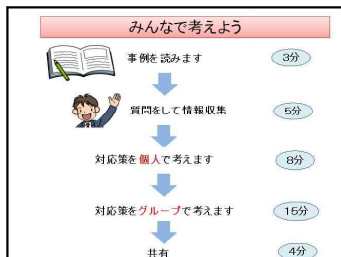 みんなで考えよう
事例を読みます 3分
質問をして情報収集 5分
対応策を個人で考えます 8分
対応策をグループで考えます 15分
共有 4分